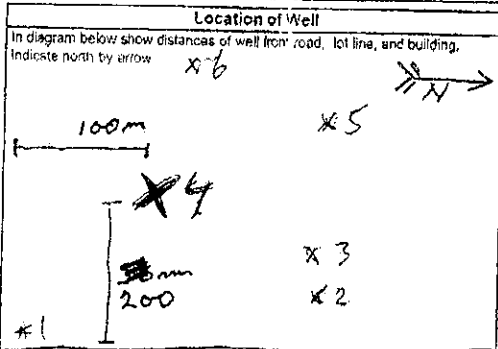 Location of Well
In diagram below show distances of well from road, lot line, and building.
Indicate north by arrow
x 6
N
100m
x 5
X 4
x 3
200
x 2
x 1